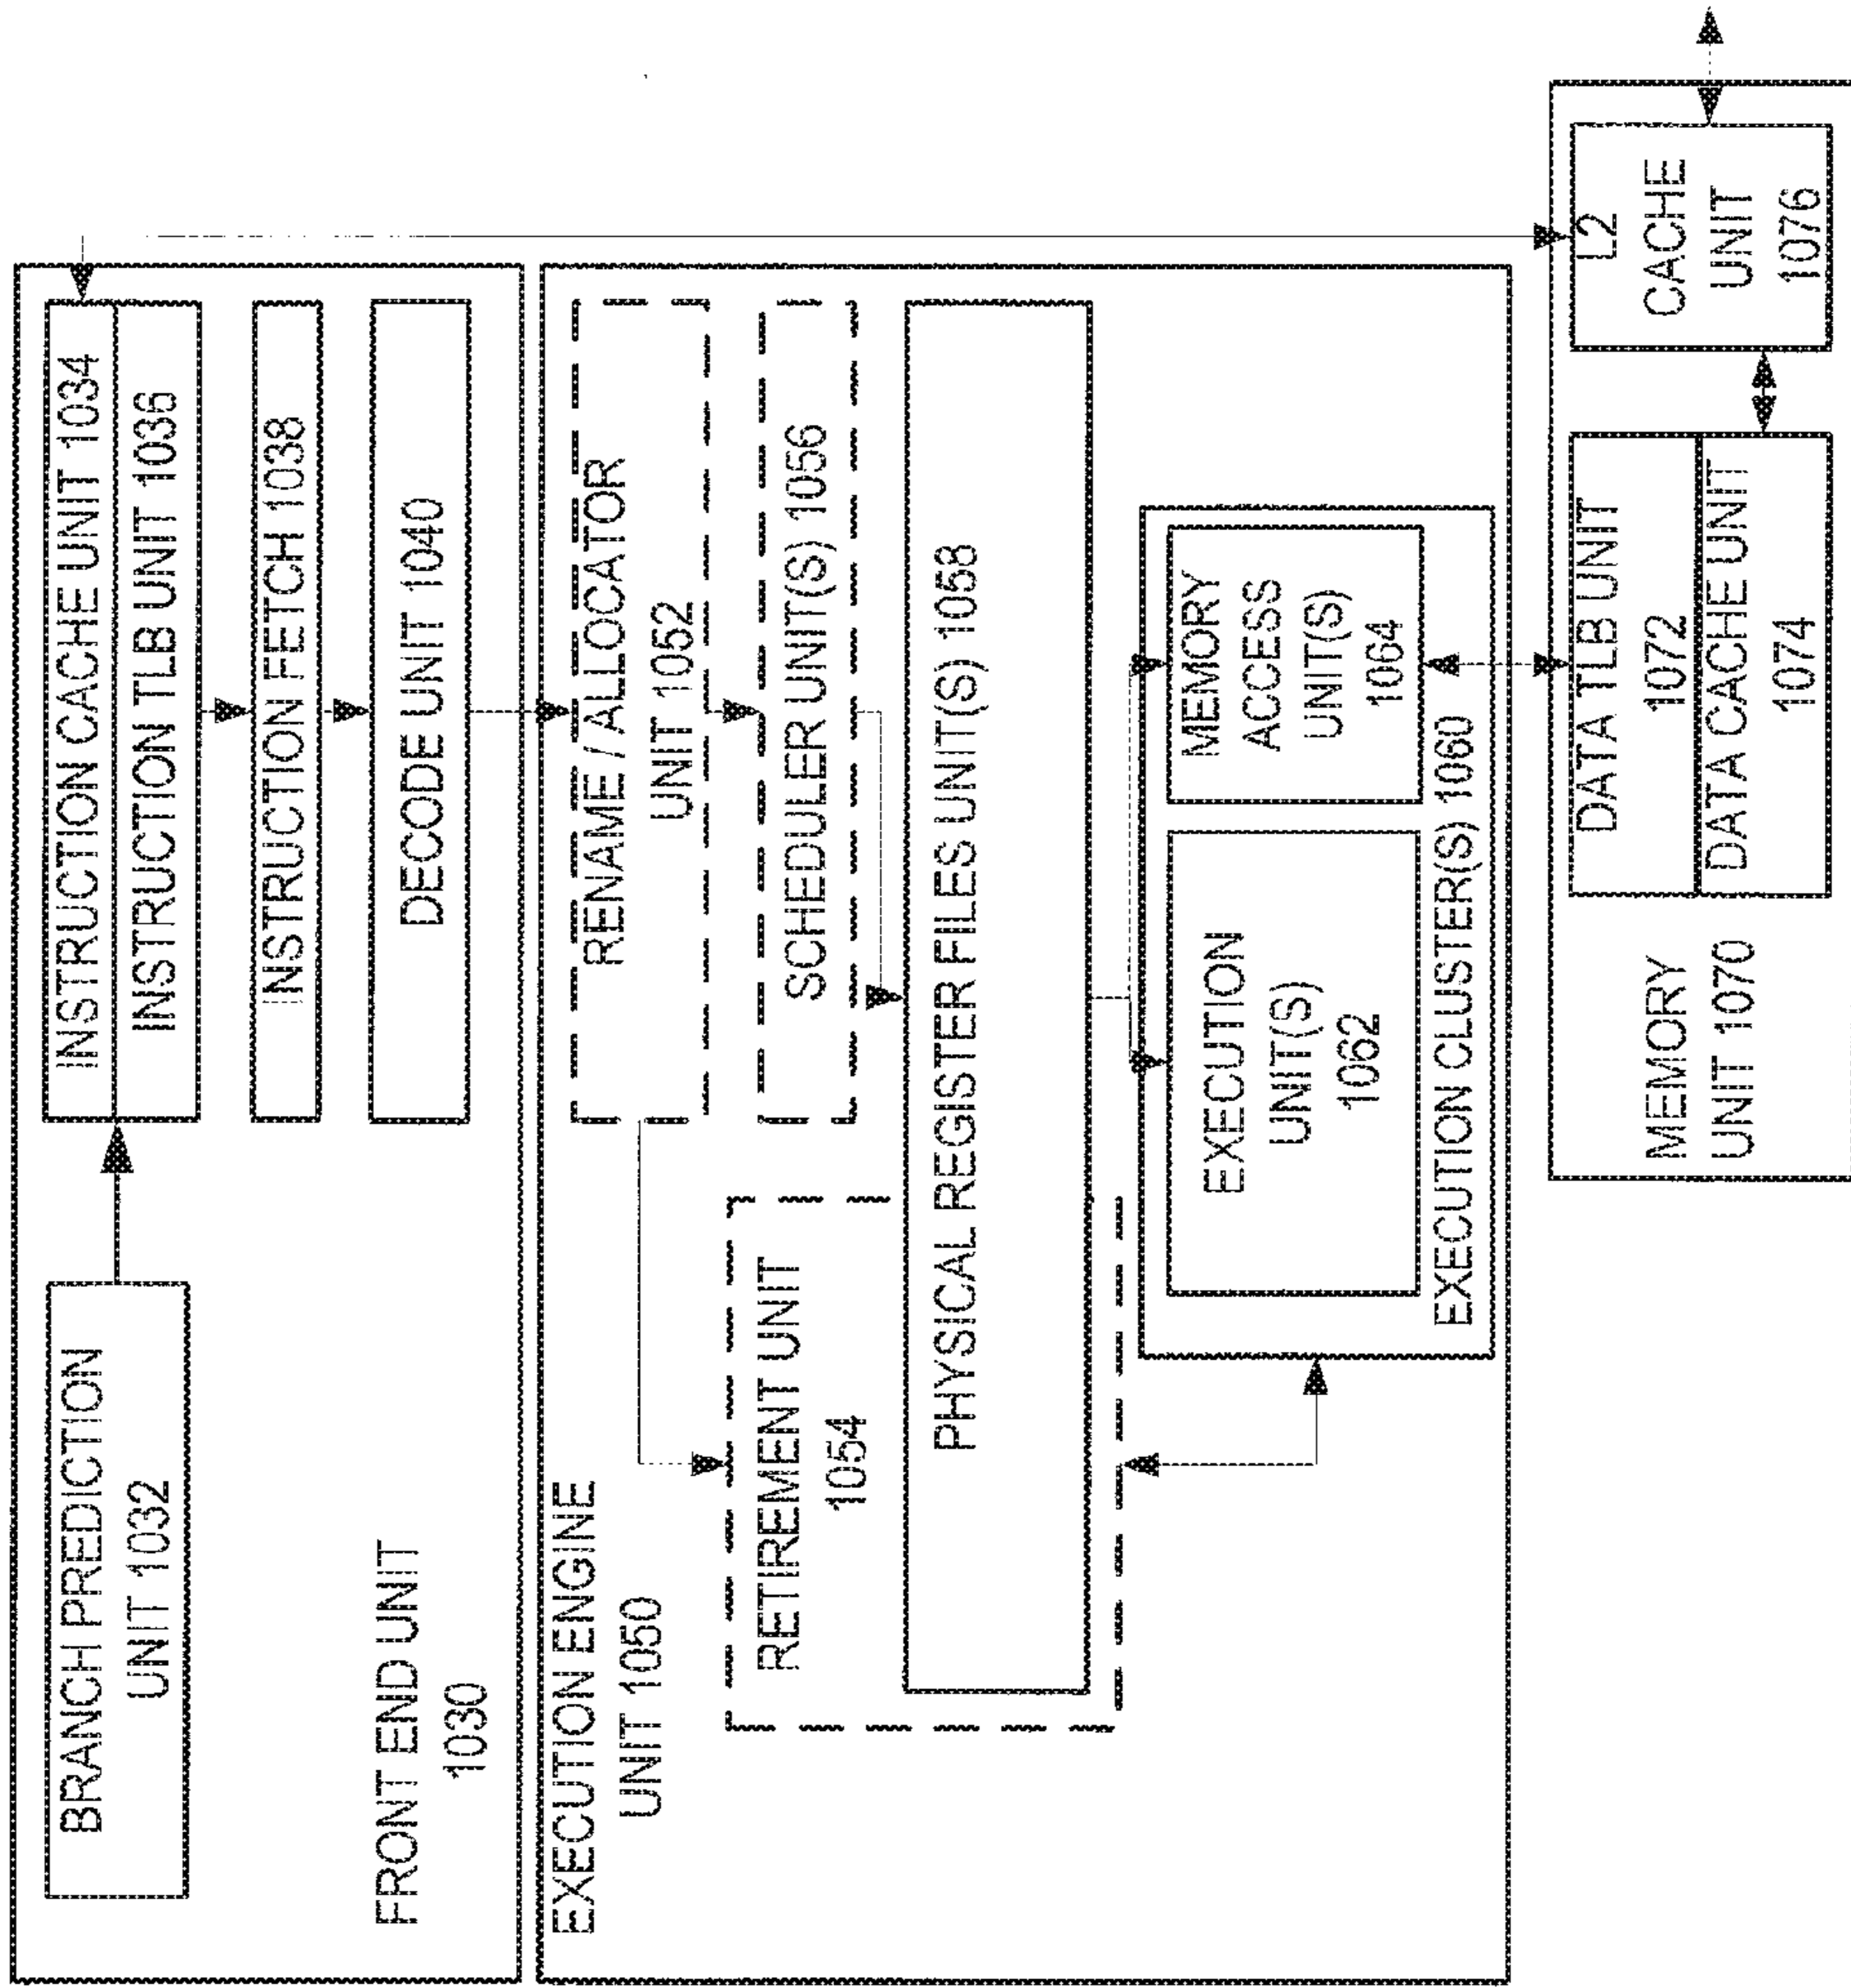 BRANCH PREDICTION
UNIT 1032
INSTRUCTION CACHE UNIT 1034
INSTRUCTION TLB UNIT 1036
INSTRUCTION FETCH 1038
DECODE UNIT 1040
FRONT END UNIT
1030
EXECUTION ENGINE
UNIT 1050
RENAME / ALLOCATOR
UNIT 1052
RETIREMENT UNIT
1054
SCHEDULER UNIT(S) 1056
PHYSICAL REGISTER FILES UNIT(S) 1058
EXECUTION
UNIT(S)
1062
MEMORY
ACCESS
UNIT(S)
1064
EXECUTION CLUSTER(S) 1060
MEMORY
UNIT 1070
DATA TLB UNIT
1072
DATA CACHE UNIT
1074
L2
CACHE
UNIT
1076